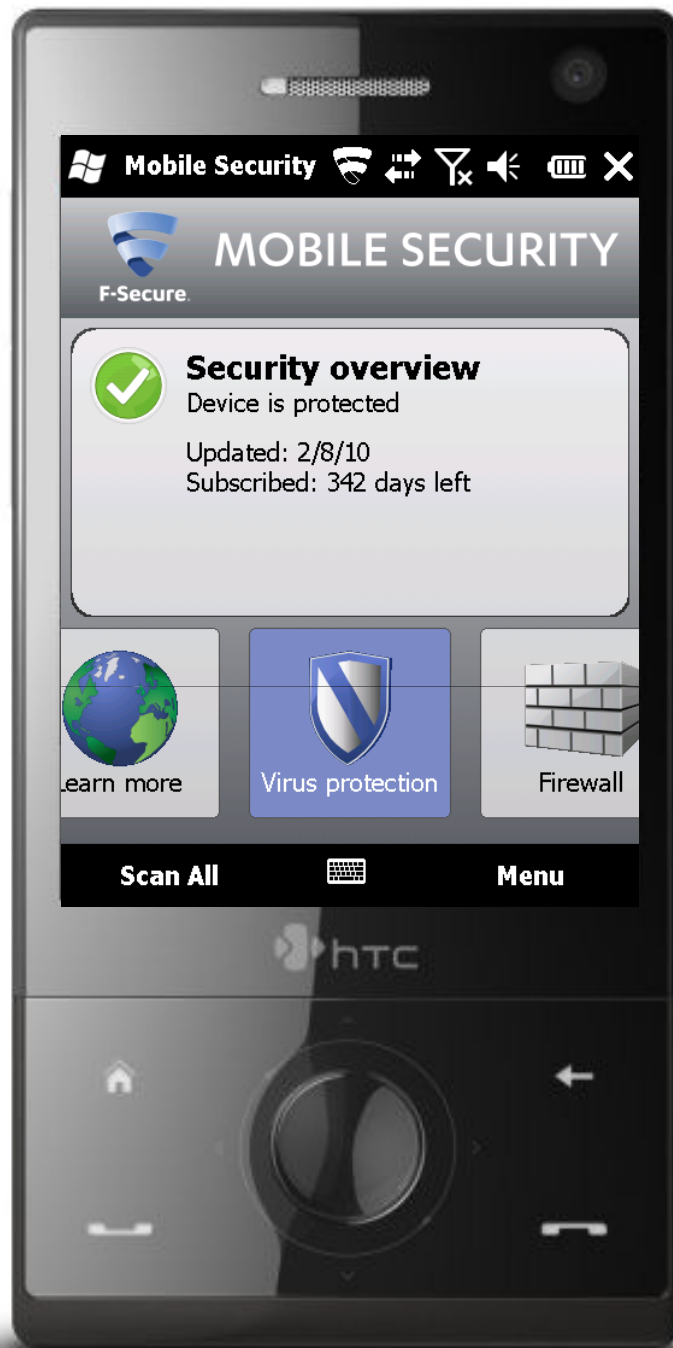 Mobile Security
MOBILE SECURITY
F-Secure.
Security overview
Device is protected
Updated: 2/8/10
Subscribed: 342 days left
earn more
Virus protection
Firewall
Scan All
Menu
hTC